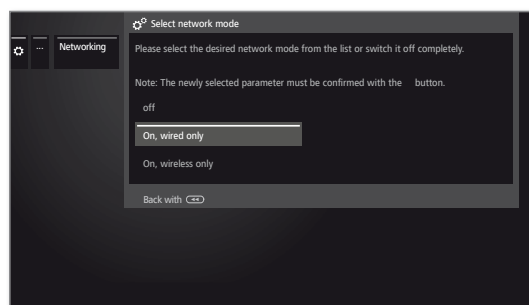 Select network mode
... Networking
Please select the desired network mode from the list or switch it off completely.
Note: The newly selected parameter must be confirmed with the button.
off
On, wired only
On, wireless only
Back with